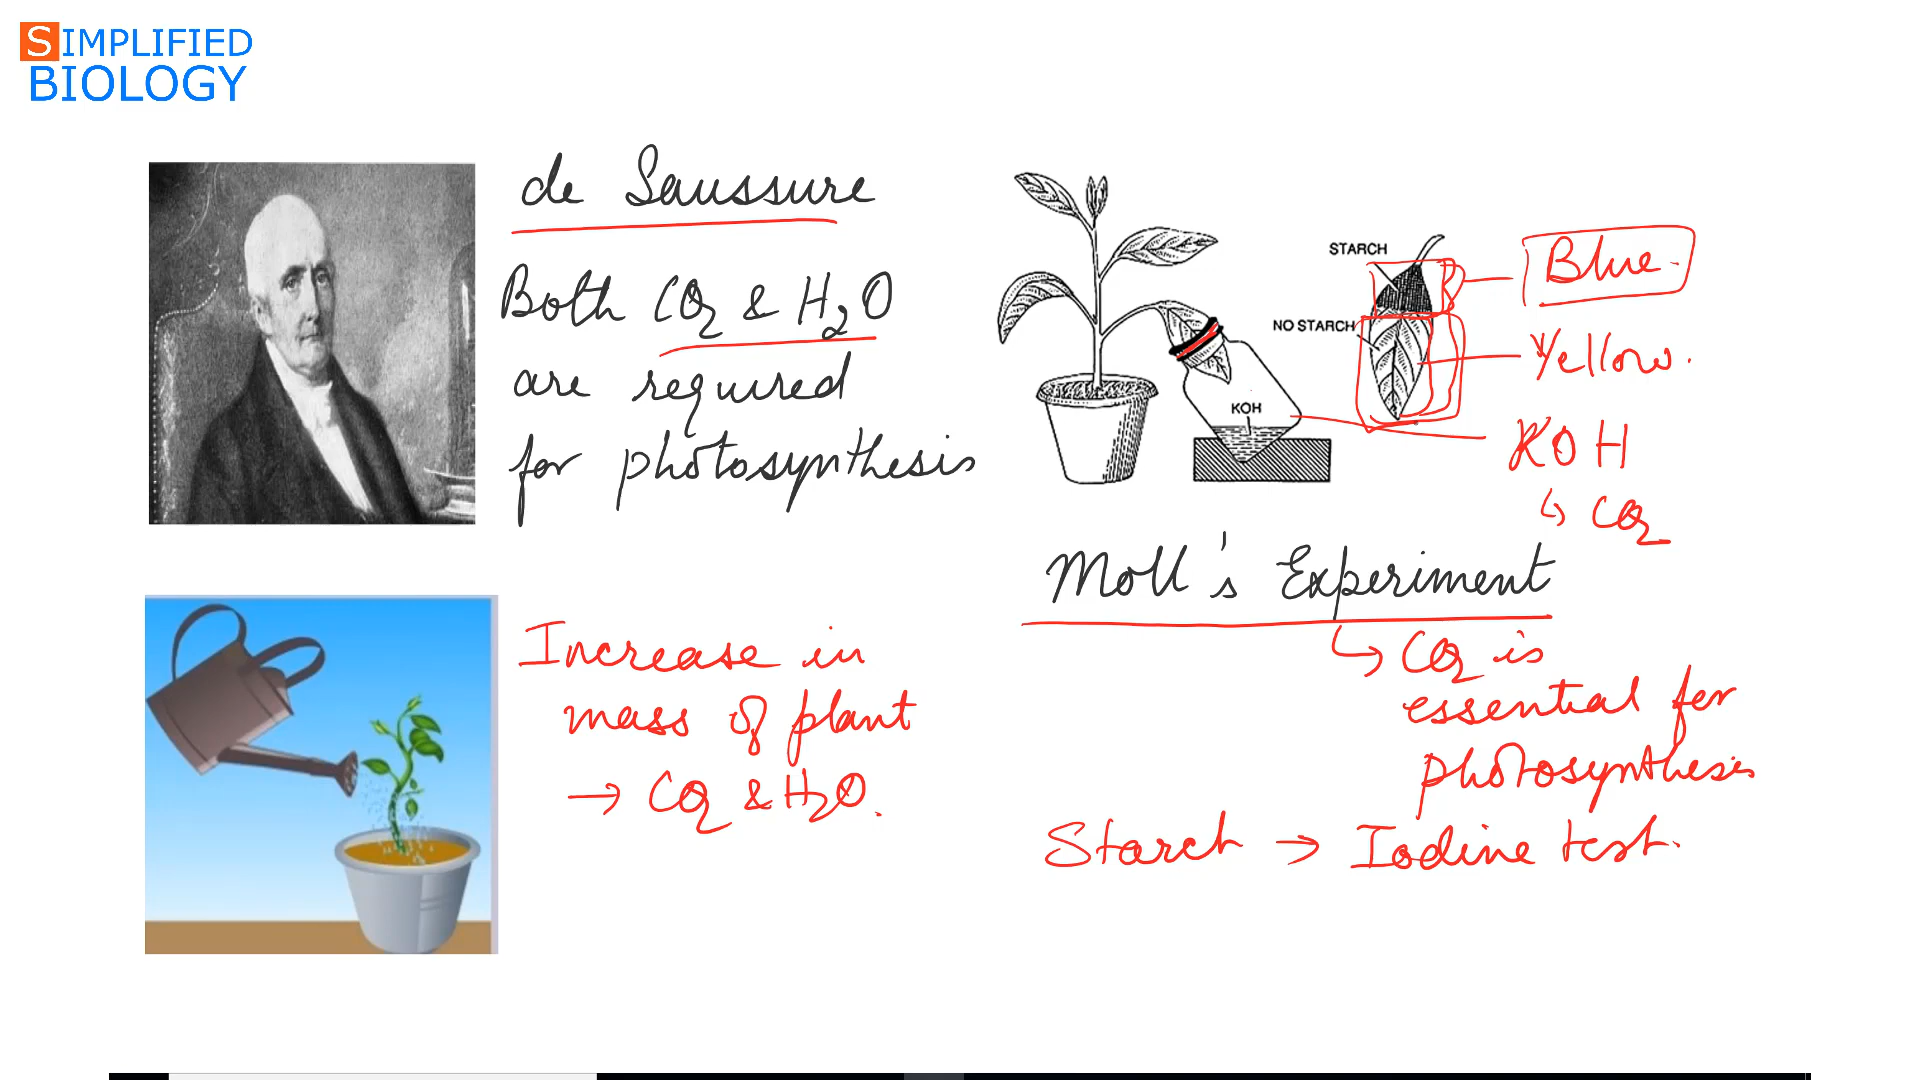 SIMPLIFIED
BIOLOGY
de Saussure
Both CO2 & H2O
are required
for photosynthesis
Increase in
mass of plant
→ CO2 & H2O.
STARCH
NO STARCH
KOH
Blue.
Yellow.
KOH
↳ CO2
Moll's Experiment
↳ CO2 is
essential for
photosynthesis
Starch → Iodine test.